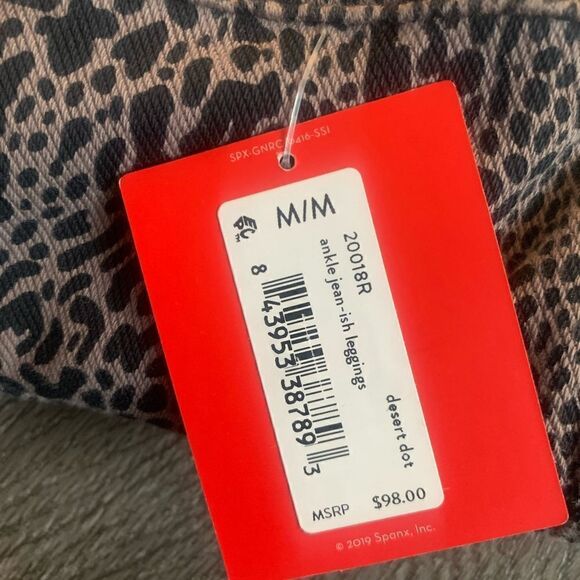 M/M
20018R
ankle jean-ish leggings
desert dot
8 43953 38789 3
MSRP $98.00
© 2019 Spanx, Inc.